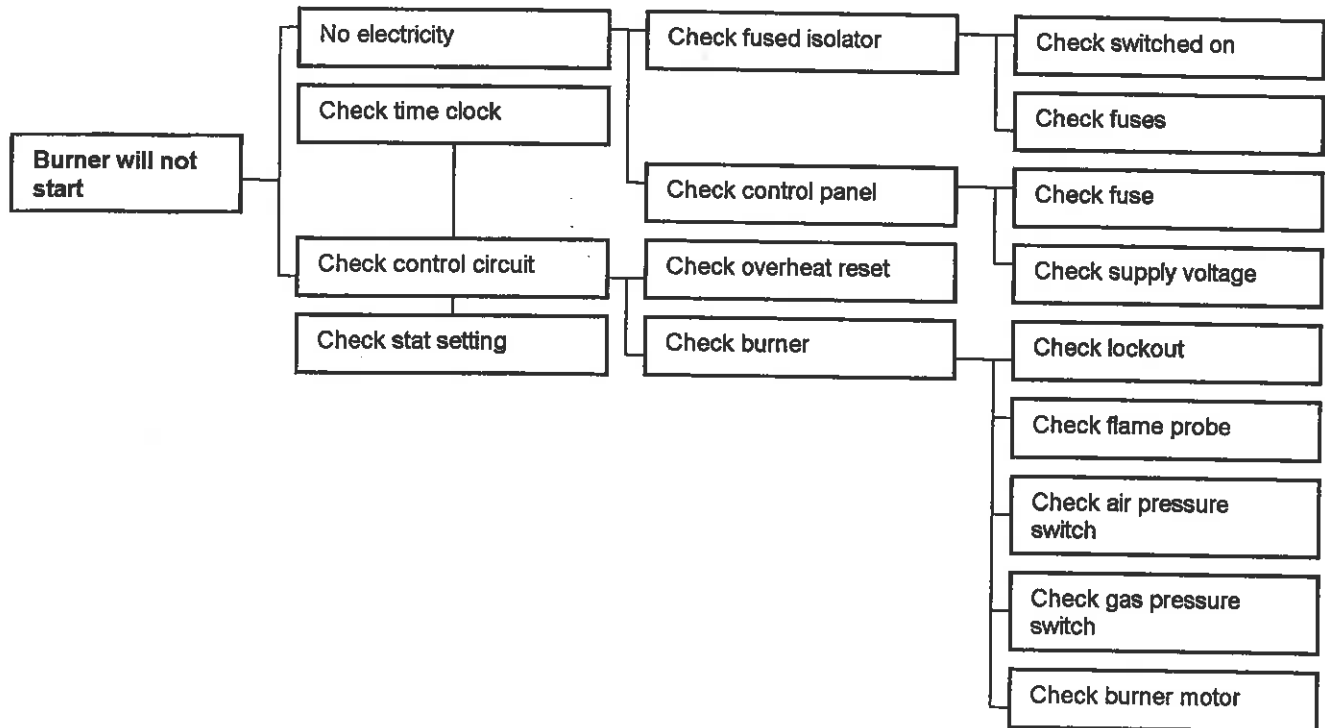 No electricity
Check fused isolator
Check switched on
Check time clock
Check fuses
Burner will not
start
Check control panel
Check fuse
Check control circuit
Check overheat reset
Check supply voltage
Check stat setting
Check burner
Check lockout
Check flame probe
Check air pressure
switch
Check gas pressure
switch
Check burner motor